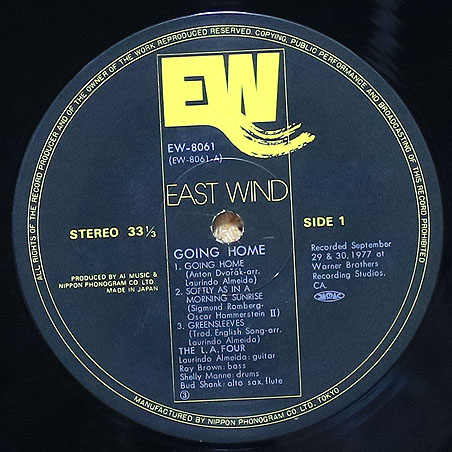 ALL RIGHTS OF THE RECORD PRODUCER AND OF THE OWNER OF THE WORK REPRODUCED RESERVED. COPYING, PUBLIC PERFORMANCE AND BROADCASTING OF THIS RECORD PROHIBITED
EW
EW-8061
(EW-8061-A)
EAST WIND
STEREO 33 1/3
SIDE 1
GOING HOME
1. GOING HOME
(Anton Dvořák-arr.
Laurindo Almeida)
2. SOFTLY AS IN A
MORNING SUNRISE
(Sigmund Romberg-
Oscar Hammerstein II)
3. GREENSLEEVES
(Trad. English Song-arr.
Laurindo Almeida)
THE L.A. FOUR
Laurindo Almeida: guitar
Ray Brown: bass
Shelly Manne: drums
Bud Shank: alto sax, flute
③
PRODUCED BY AI MUSIC &
NIPPON PHONOGRAM CO LTD
MADE IN JAPAN
Recorded September
29 & 30, 1977 at
Warner Brothers
Recording Studios,
CA.
MANUFACTURED BY NIPPON PHONOGRAM CO LTD, TOKYO